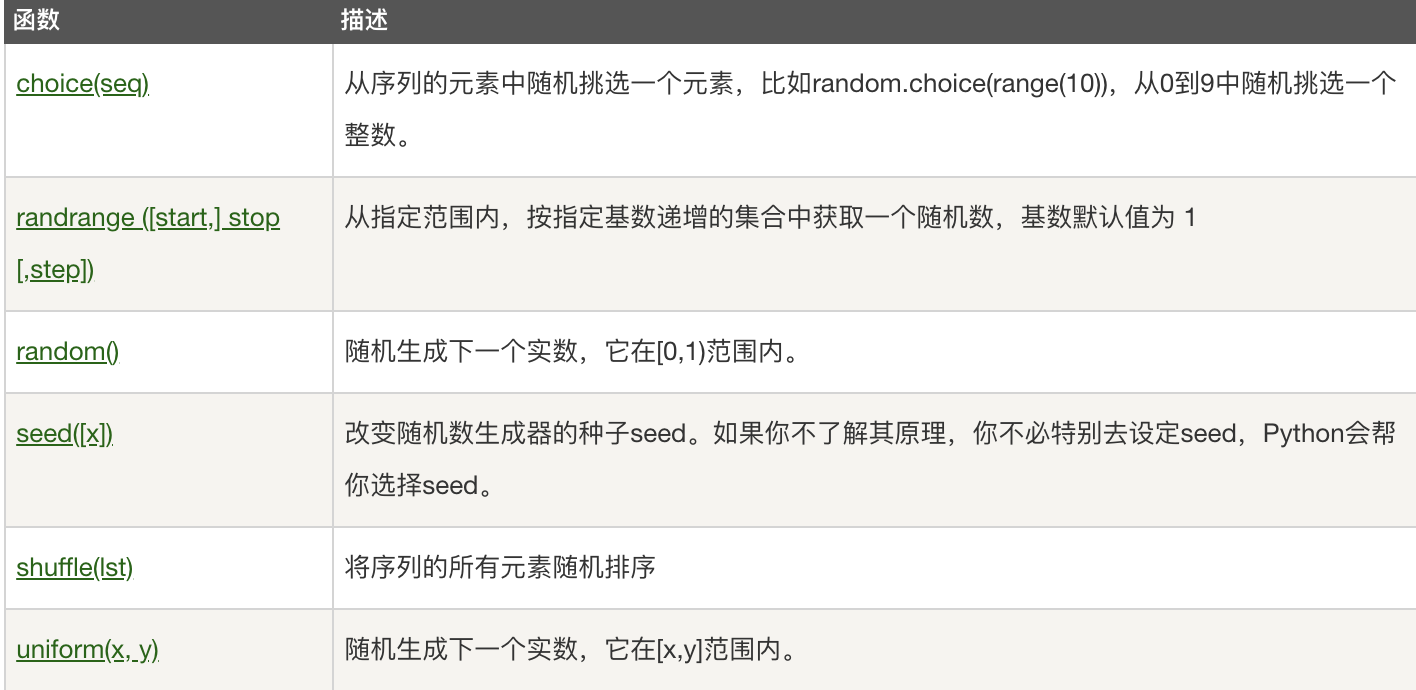 函数 描述
choice(seq) 从序列的元素中随机挑选一个元素，比如random.choice(range(10))，从0到9中随机挑选一个
整数。
randrange ([start,] stop 从指定范围内，按指定基数递增的集合中获取一个随机数，基数默认值为 1
[,step])
random() 随机生成下一个实数，它在[0,1)范围内。
seed([x]) 改变随机数生成器的种子seed。如果你不了解其原理，你不必特别去设定seed，Python会帮
你选择seed。
shuffle(lst) 将序列的所有元素随机排序
uniform(x, y) 随机生成下一个实数，它在[x,y]范围内。